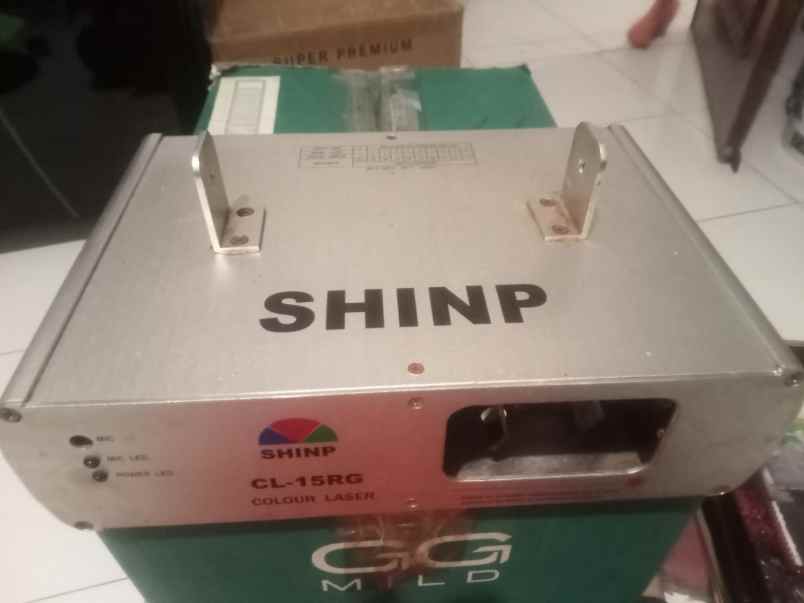 SUPER PREMIUM
SHINP
MIC
MIC LED
POWER LED
SHINP
CL-15RG
COLOUR LASER
GG
MILD